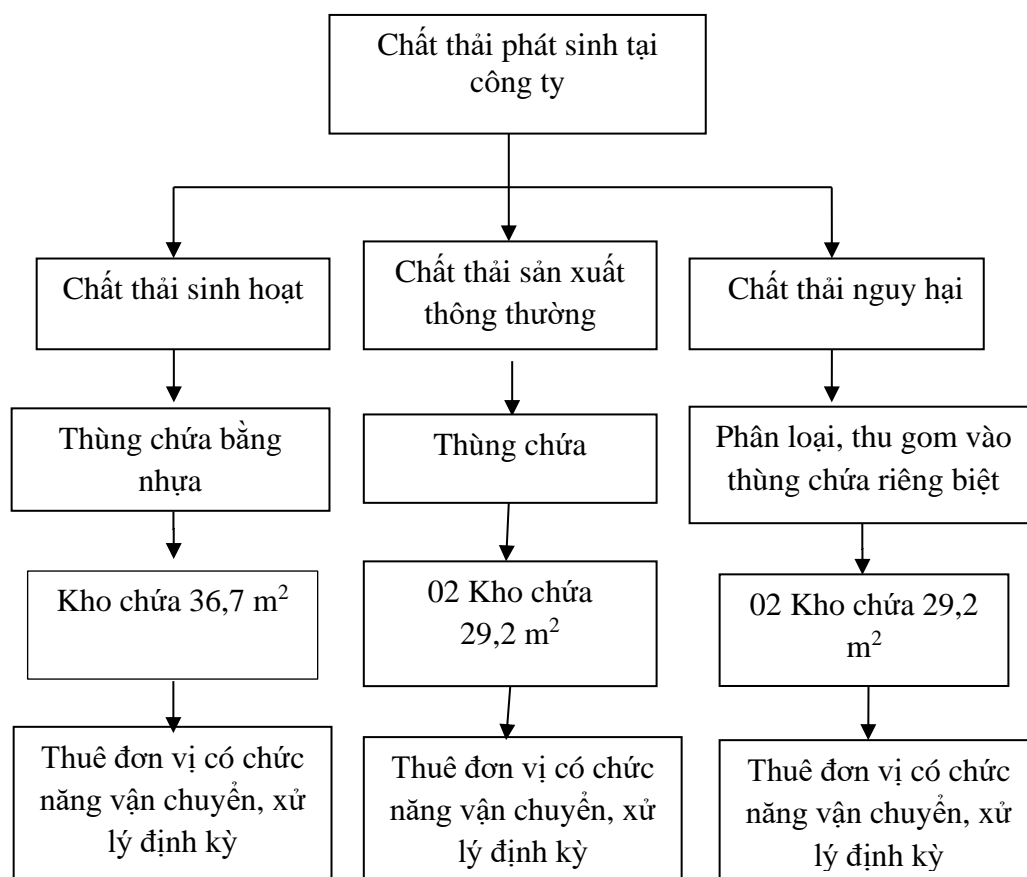 Chất thải phát sinh tại
công ty
Chất thải sinh hoạt
Chất thải sản xuất
thông thường
Chất thải nguy hại
Thùng chứa bằng
nhựa
Thùng chứa
Phân loại, thu gom vào
thùng chứa riêng biệt
Kho chứa 36,7 m²
02 Kho chứa
29,2 m²
02 Kho chứa 29,2
m²
Thuê đơn vị có chức
năng vận chuyển, xử
lý định kỳ
Thuê đơn vị có chức
năng vận chuyển, xử
lý định kỳ
Thuê đơn vị có chức
năng vận chuyển, xử
lý định kỳ